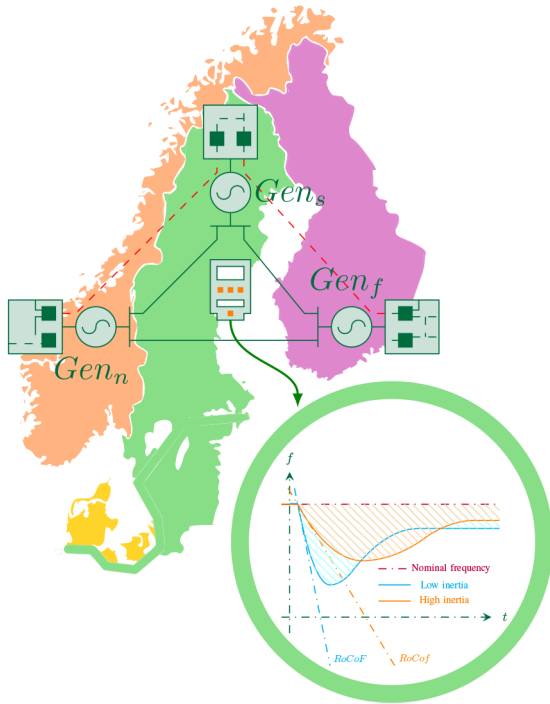 Gen_s
Gen_f
Gen_n
f
Nominal frequency
Low inertia
High inertia
t
RoCoF
RoCof